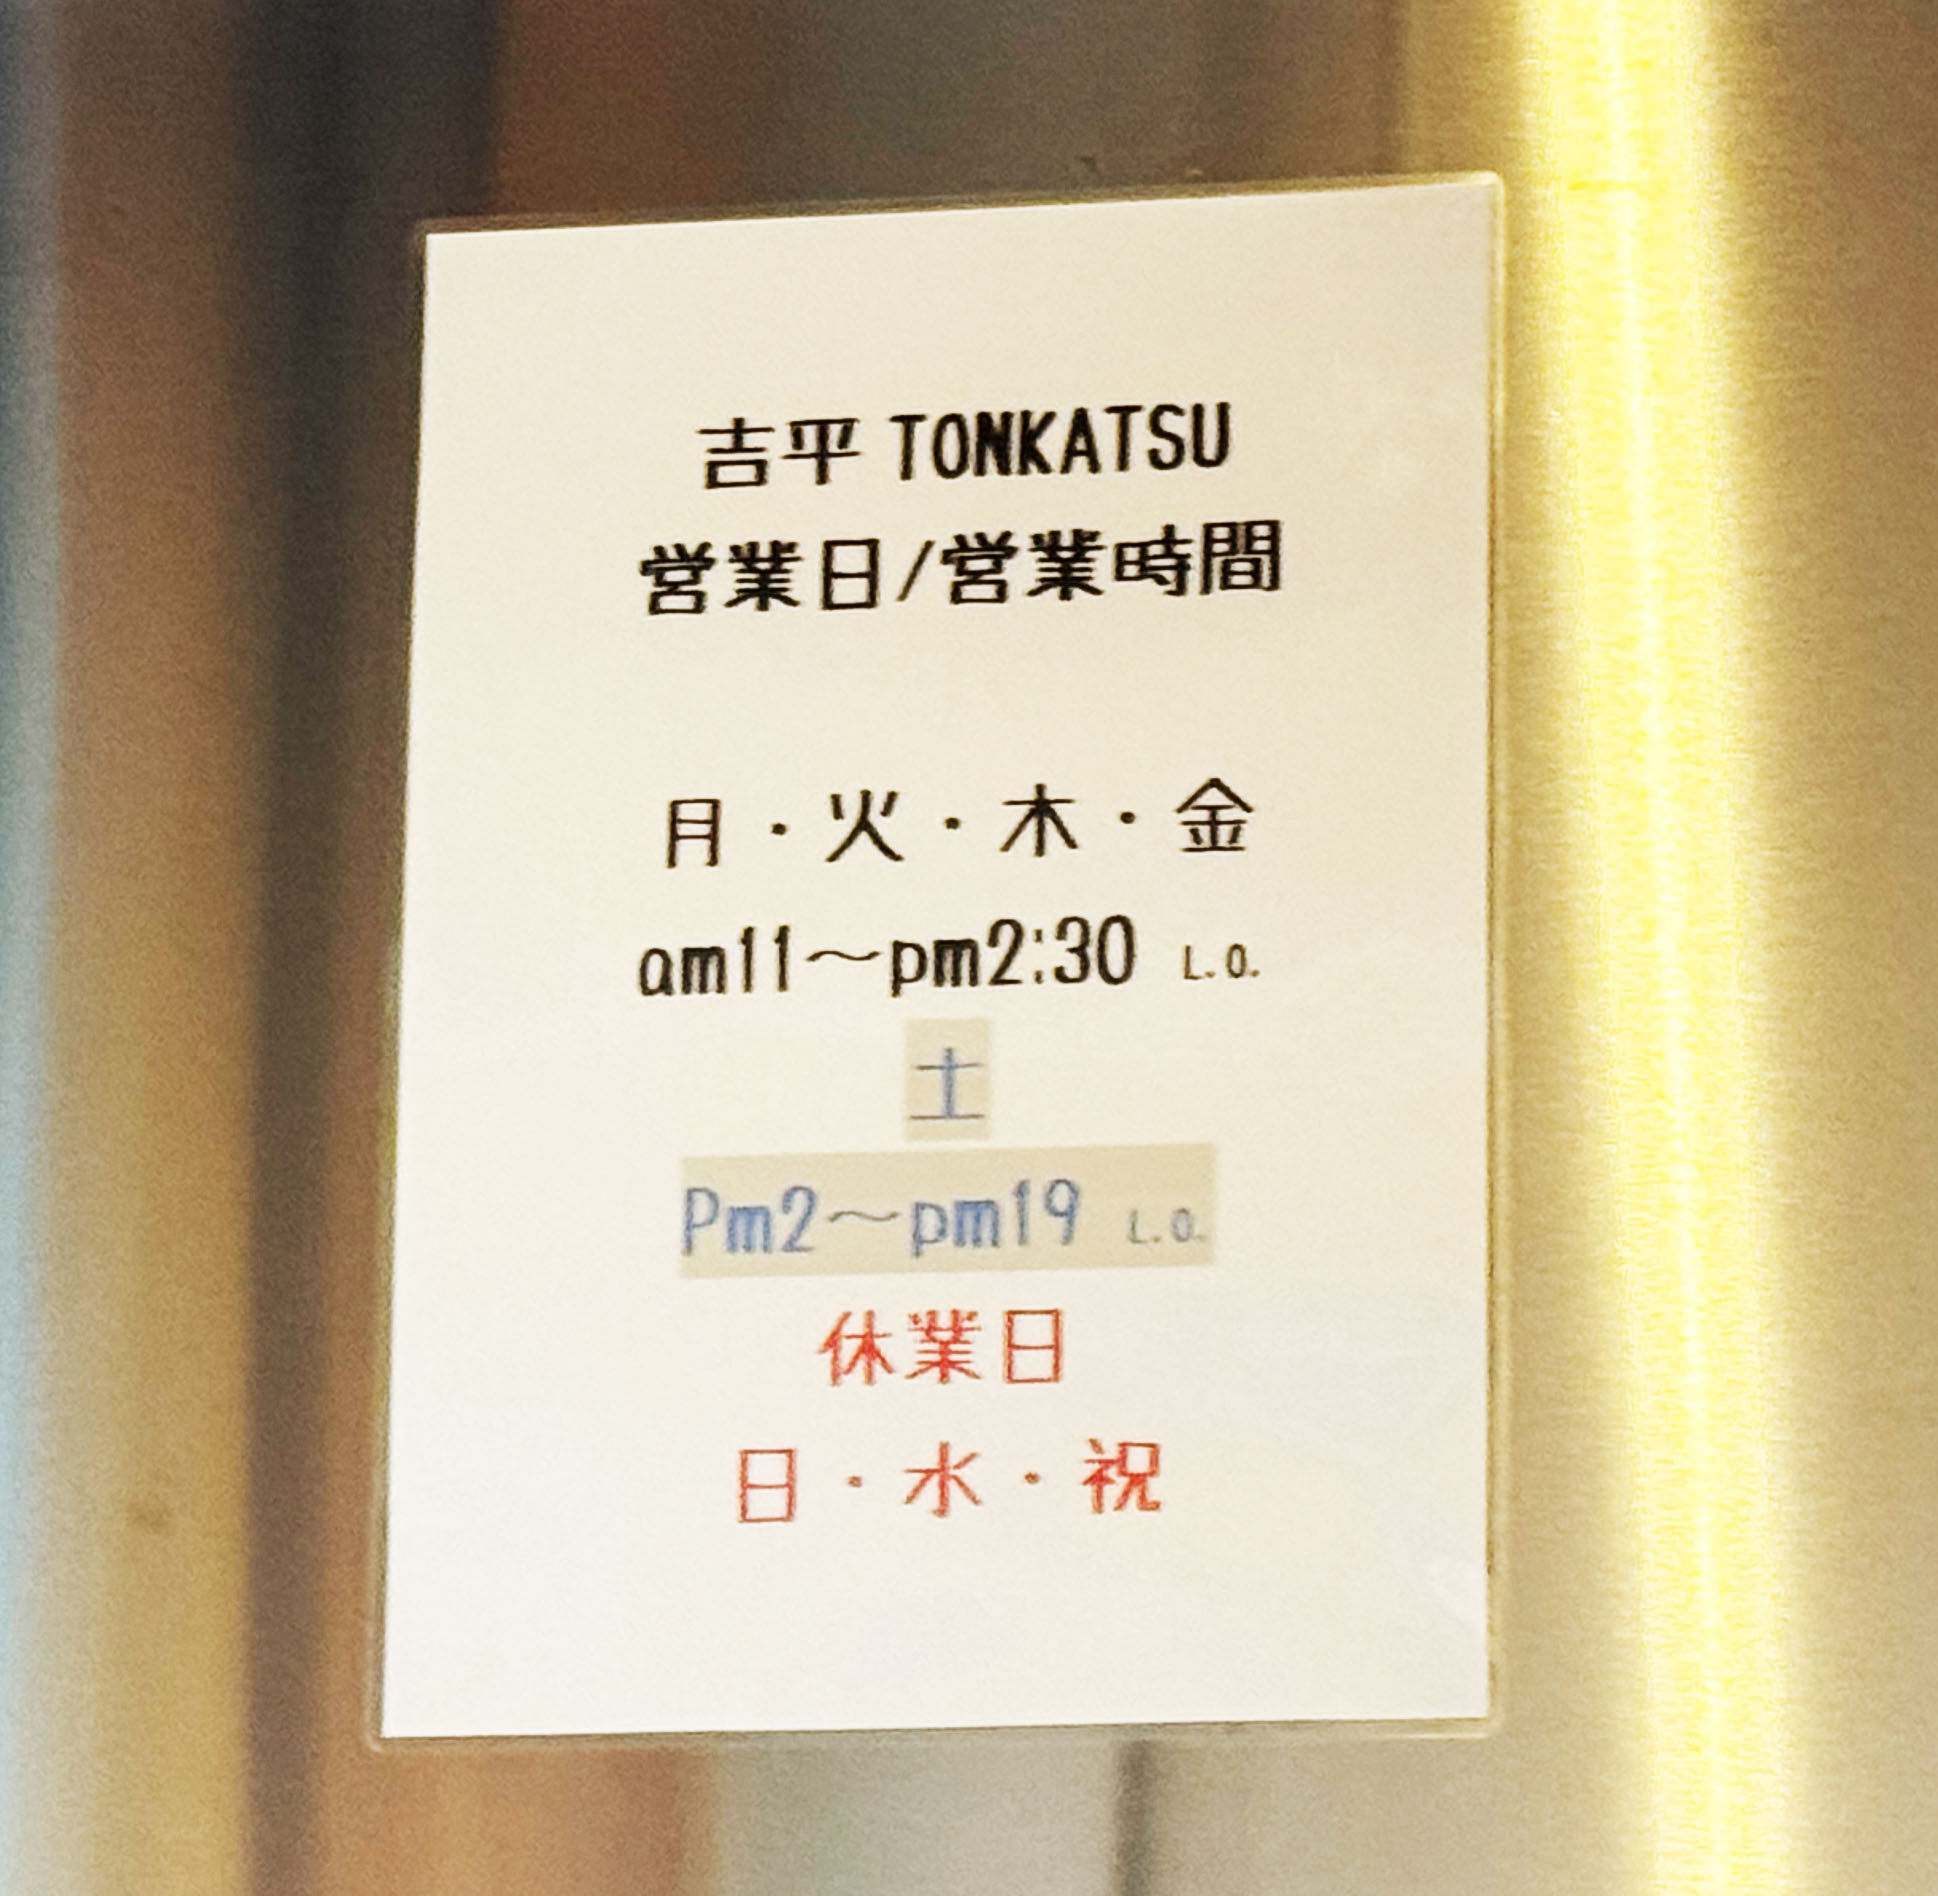 吉平 TONKATSU
営業日/営業時間
月・火・木・金
am11～pm2:30 L.O.
土
Pm2～pm19 L.O.
休業日
日・水・祝